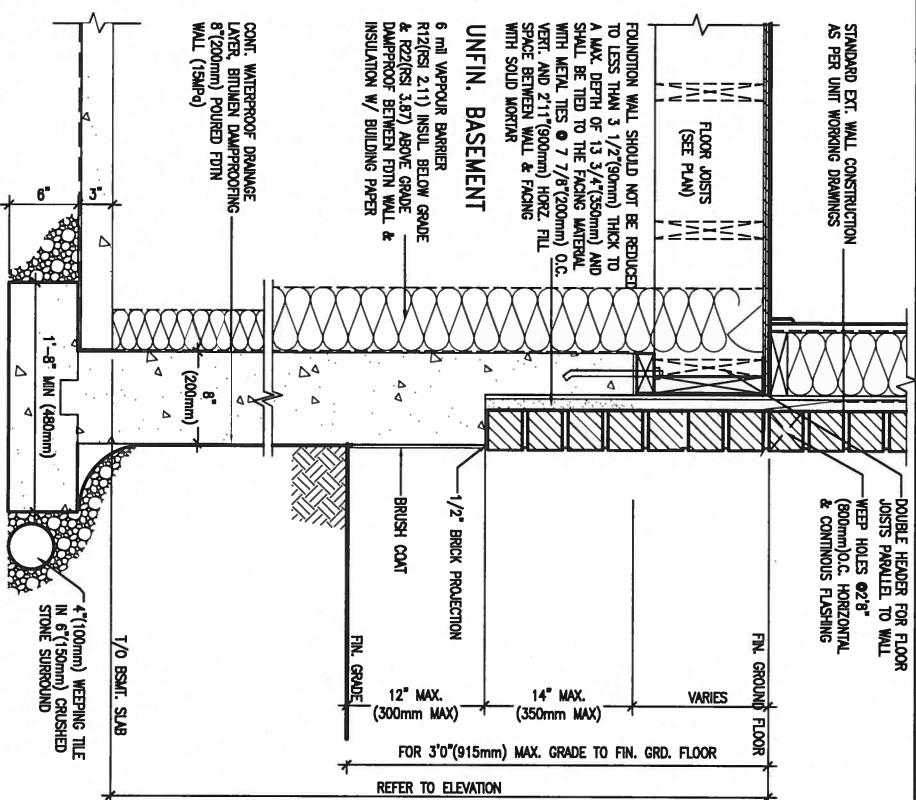 STANDARD EXT. WALL CONSTRUCTION
AS PER UNIT WORKING DRAWINGS
FLOOR JOISTS
(SEE PLAN)
FOUNDTION WALL SHOULD NOT BE REDUCED
TO LESS THAN 3 1/2"(90mm) THICK TO
A MAX. DEPTH OF 13 3/4"(350mm) AND
SHALL BE TIED TO THE FACING MATERIAL
WITH METAL TIES @ 7 7/8"(200mm) O.C.
VERT. AND 2'11"(900mm) HORZ. FILL
SPACE BETWEEN WALL & FACING
WITH SOLID MORTAR
UNFIN. BASEMENT
6 mil VAPPOUR BARRIER
R12(RSI 2.11) INSUL. BELOW GRADE
& R22(RSI 3.87) ABOVE GRADE
DAMPPROOF BETWEEN FDTN WALL &
INSULATION W/ BUILDING PAPER
CONT. WATERPROOF DRAINAGE
LAYER, BITUMEN DAMPPROOFING
8"(200mm) POURED FDTN
WALL (15MPa)
3"
6"
8"
(200mm)
1'-8" MIN (480mm)
DOUBLE HEADER FOR FLOOR
JOISTS PARALLEL TO WALL
WEEP HOLES @2'8"
(800mm)O.C. HORIZONTAL
& CONTINOUS FLASHING
FIN. GROUND FLOOR
VARIES
14" MAX.
(350mm MAX)
12" MAX.
(300mm MAX)
1/2" BRICK PROJECTION
BRUSH COAT
FIN. GRADE
FOR 3'0"(915mm) MAX. GRADE TO FIN. GRD. FLOOR
REFER TO ELEVATION
T/O BSMT. SLAB
4"(100mm) WEEPING TILE
IN 6"(150mm) CRUSHED
STONE SURROUND